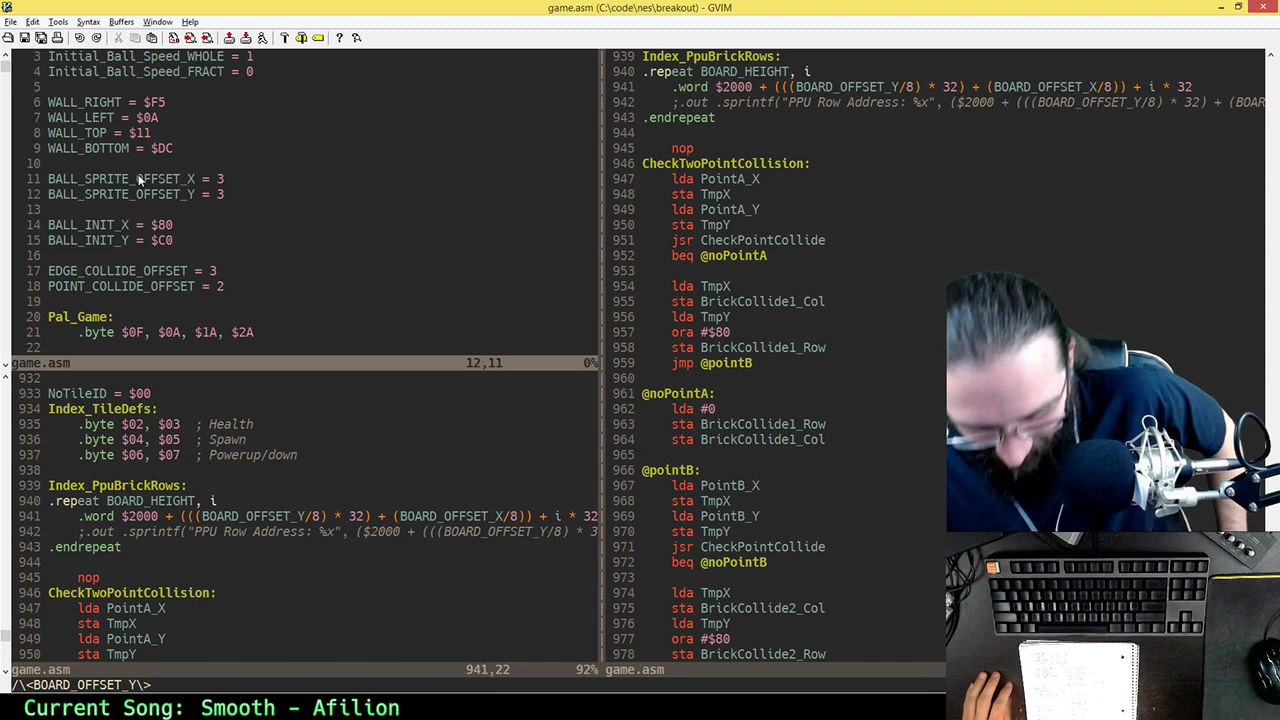 game.asm (C:\code\nes\breakout) - GVIM
File Edit Tools Syntax Buffers Window Help
3 Initial_Ball_Speed_WHOLE = 1
4 Initial_Ball_Speed_FRACT = 0
5
6 WALL_RIGHT = $F5
7 WALL_LEFT = $0A
8 WALL_TOP = $11
9 WALL_BOTTOM = $DC
10
11 BALL_SPRITE_OFFSET_X = 3
12 BALL_SPRITE_OFFSET_Y = 3
13
14 BALL_INIT_X = $80
15 BALL_INIT_Y = $C0
16
17 EDGE_COLLIDE_OFFSET = 3
18 POINT_COLLIDE_OFFSET = 2
19
20 Pal_Game:
21 .byte $0F, $0A, $1A, $2A
22
game.asm 12,11 0%
932
933 NoTileID = $00
934 Index_TileDefs:
935 .byte $02, $03 ; Health
936 .byte $04, $05 ; Spawn
937 .byte $06, $07 ; Powerup/down
938
939 Index_PpuBrickRows:
940 .repeat BOARD_HEIGHT, i
941 .word $2000 + (((BOARD_OFFSET_Y/8) * 32) + (BOARD_OFFSET_X/8)) + i * 32
942 ;.out .sprintf("PPU Row Address: %x", ($2000 + (((BOARD_OFFSET_Y/8) * 3
943 .endrepeat
944
945 nop
946 CheckTwoPointCollision:
947 lda PointA_X
948 sta TmpX
949 lda PointA_Y
950 sta TmpY
game.asm 941,22 92%
/\<BOARD_OFFSET_Y\>
939 Index_PpuBrickRows:
940 .repeat BOARD_HEIGHT, i
941 .word $2000 + (((BOARD_OFFSET_Y/8) * 32) + (BOARD_OFFSET_X/8)) + i * 32
942 ;.out .sprintf("PPU Row Address: %x", ($2000 + (((BOARD_OFFSET_Y/8) * 32) + (BOAR
943 .endrepeat
944
945 nop
946 CheckTwoPointCollision:
947 lda PointA_X
948 sta TmpX
949 lda PointA_Y
950 sta TmpY
951 jsr CheckPointCollide
952 beq @noPointA
953
954 lda TmpX
955 sta BrickCollide1_Col
956 lda TmpY
957 ora #$80
958 sta BrickCollide1_Row
959 jmp @pointB
960
961 @noPointA:
962 lda #0
963 sta BrickCollide1_Row
964 sta BrickCollide1_Col
965
966 @pointB:
967 lda PointB_X
968 sta TmpX
969 lda PointB_Y
970 sta TmpY
971 jsr CheckPointCollide
972 beq @noPointB
973
974 lda TmpX
975 sta BrickCollide2_Col
976 lda TmpY
977 ora #$80
978 sta BrickCollide2_Row
game.asm
Current Song: Smooth - Afilion